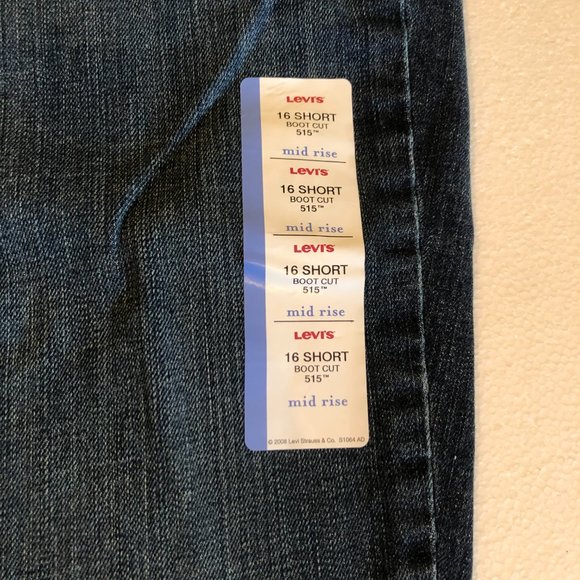 Levi's
16 SHORT
BOOT CUT
515™
mid rise
Levi's
16 SHORT
BOOT CUT
515™
mid rise
Levi's
16 SHORT
BOOT CUT
515™
mid rise
Levi's
16 SHORT
BOOT CUT
515™
mid rise
© 2008 Levi Strauss & Co. S1064 AD